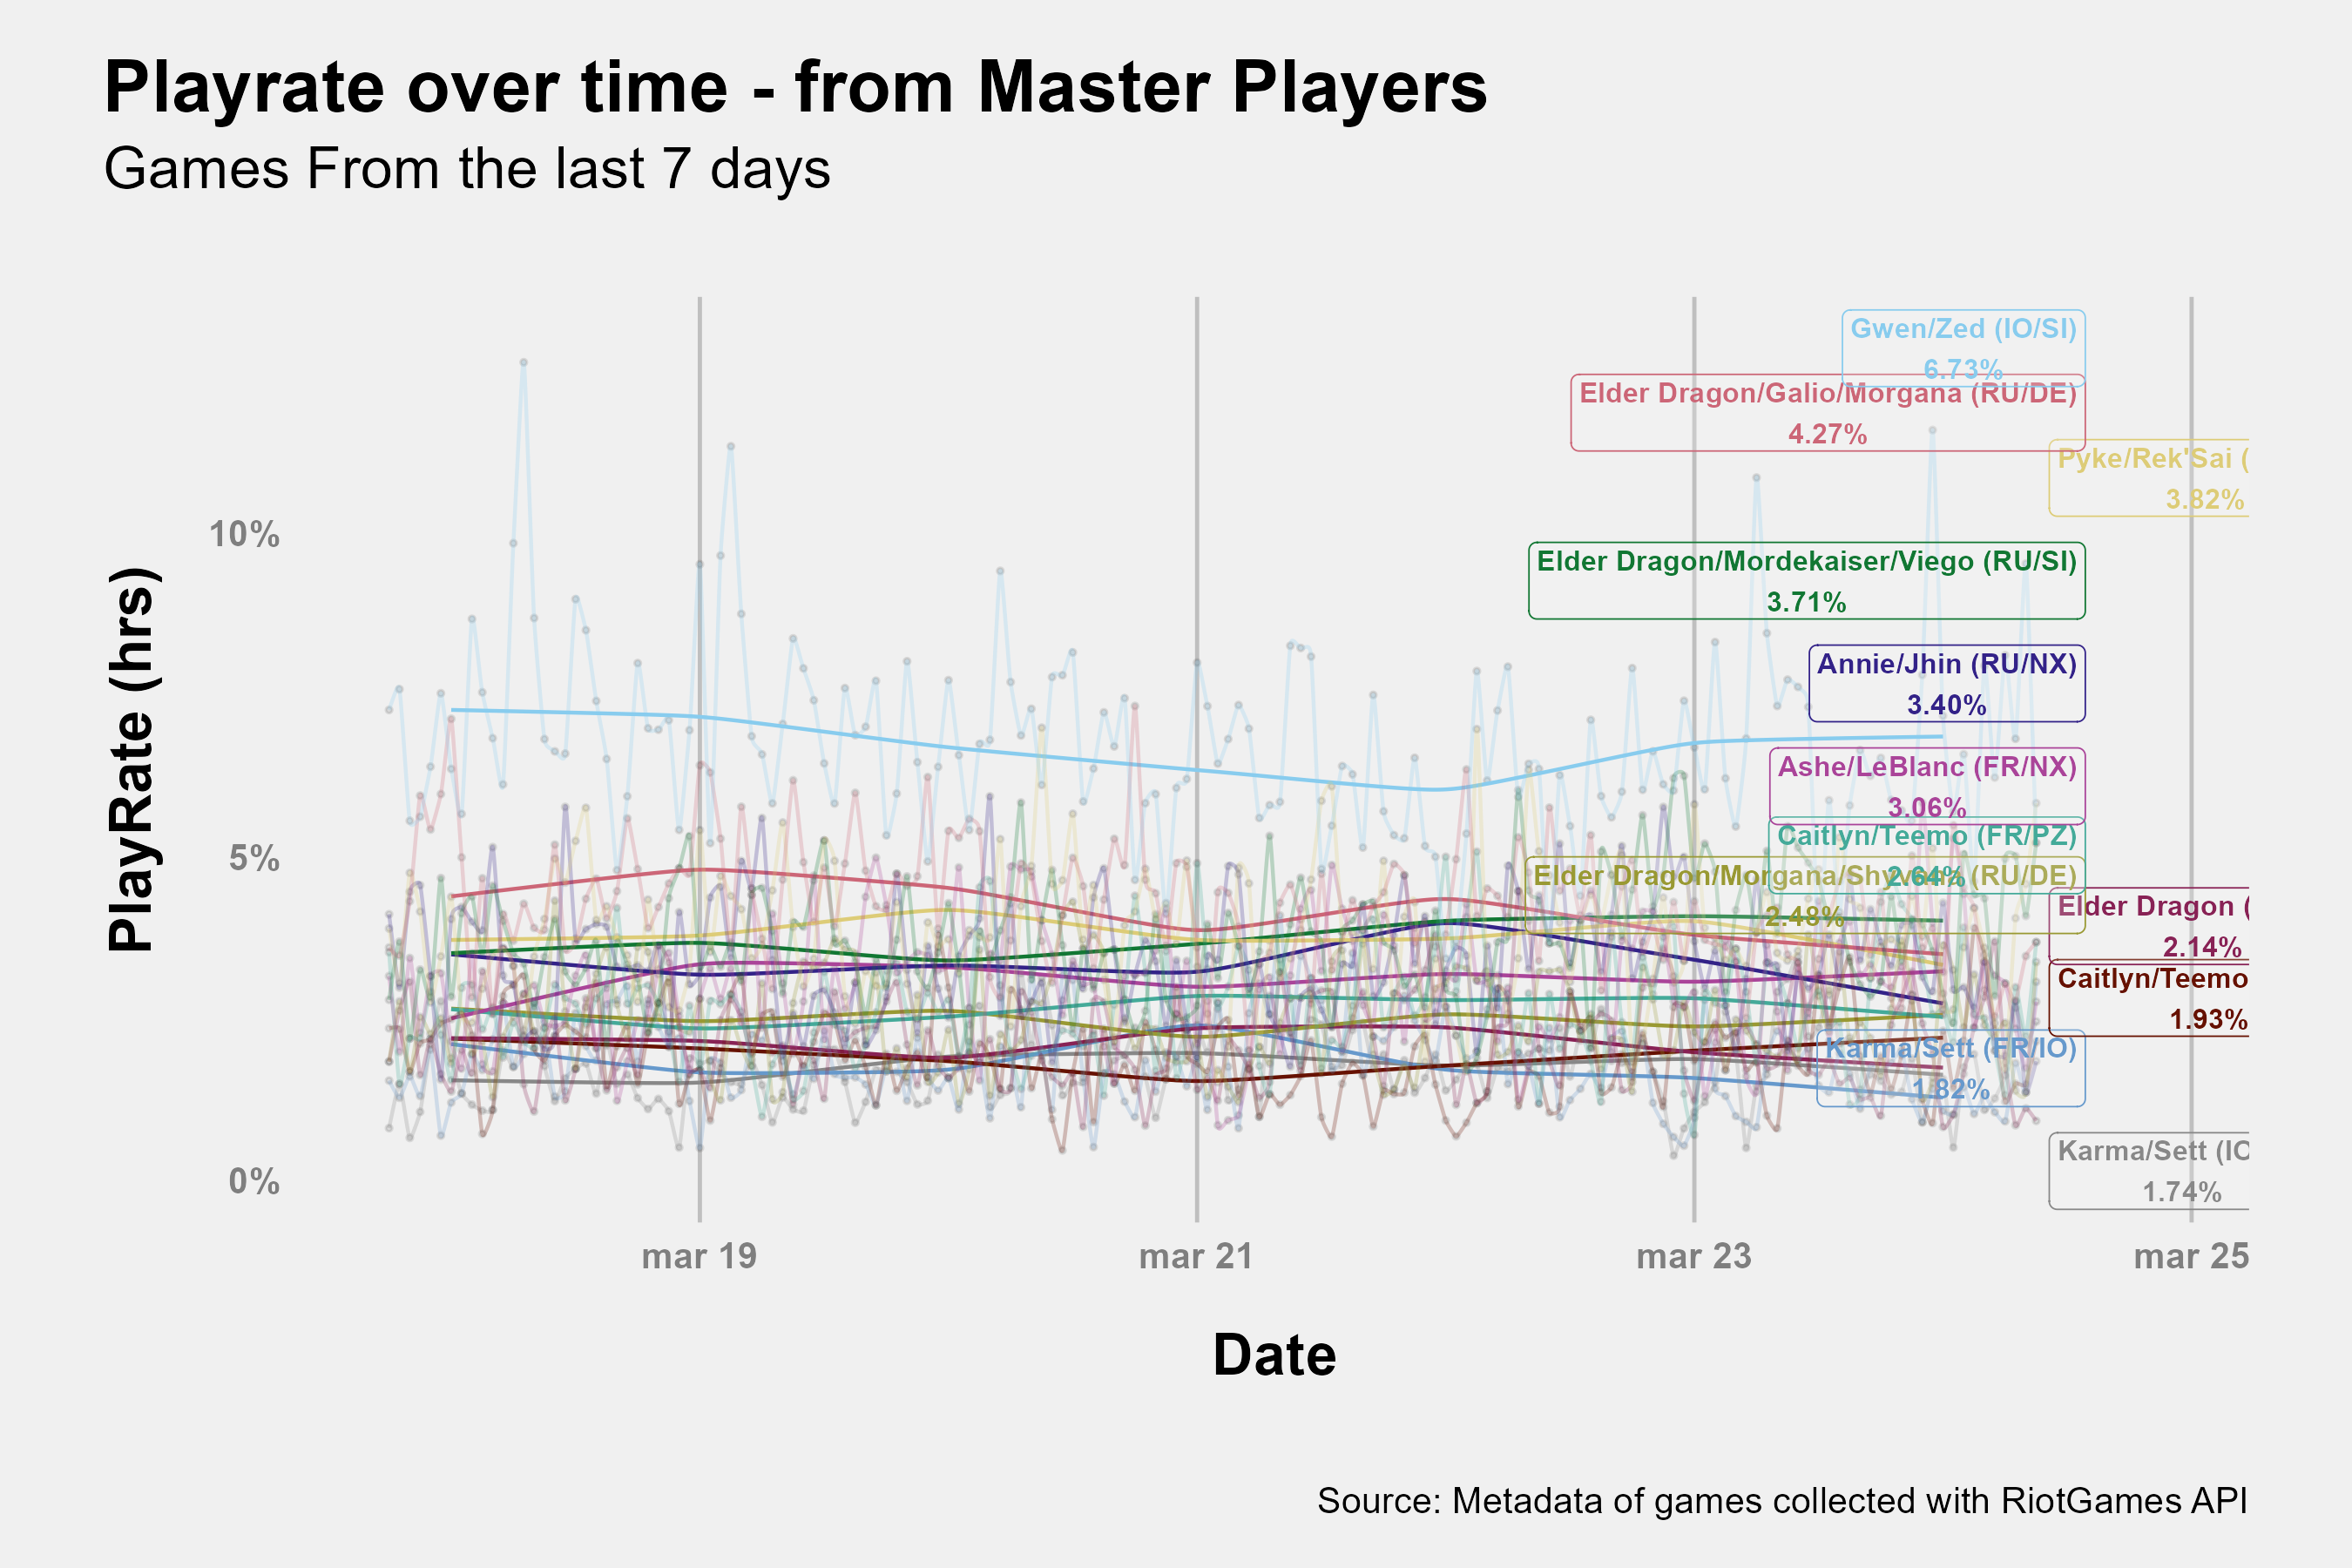 Playrate over time - from Master Players
Games From the last 7 days
PlayRate (hrs)
10%
5%
0%
Gwen/Zed (IO/SI)
6.73%
Elder Dragon/Galio/Morgana (RU/DE)
4.27%
Pyke/Rek'Sai (
3.82%
Elder Dragon/Mordekaiser/Viego (RU/SI)
3.71%
Annie/Jhin (RU/NX)
3.40%
Ashe/LeBlanc (FR/NX)
3.06%
Caitlyn/Teemo (FR/PZ)
2.64%
Elder Dragon/Morgana/Shyvana (RU/DE)
2.48%
Elder Dragon (
2.14%
Caitlyn/Teemo
1.93%
Karma/Sett (FR/IO)
1.82%
Karma/Sett (IO
1.74%
mar 19
mar 21
mar 23
mar 25
Date
Source: Metadata of games collected with RiotGames API